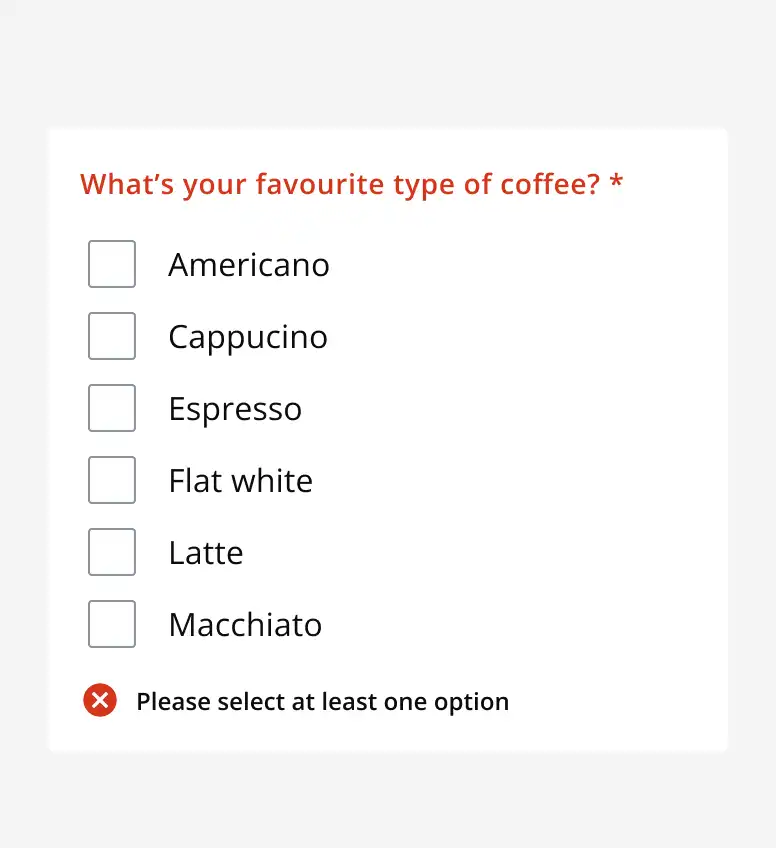 What’s your favourite type of coffee? *
Americano
Cappucino
Espresso
Flat white
Latte
Macchiato
Please select at least one option